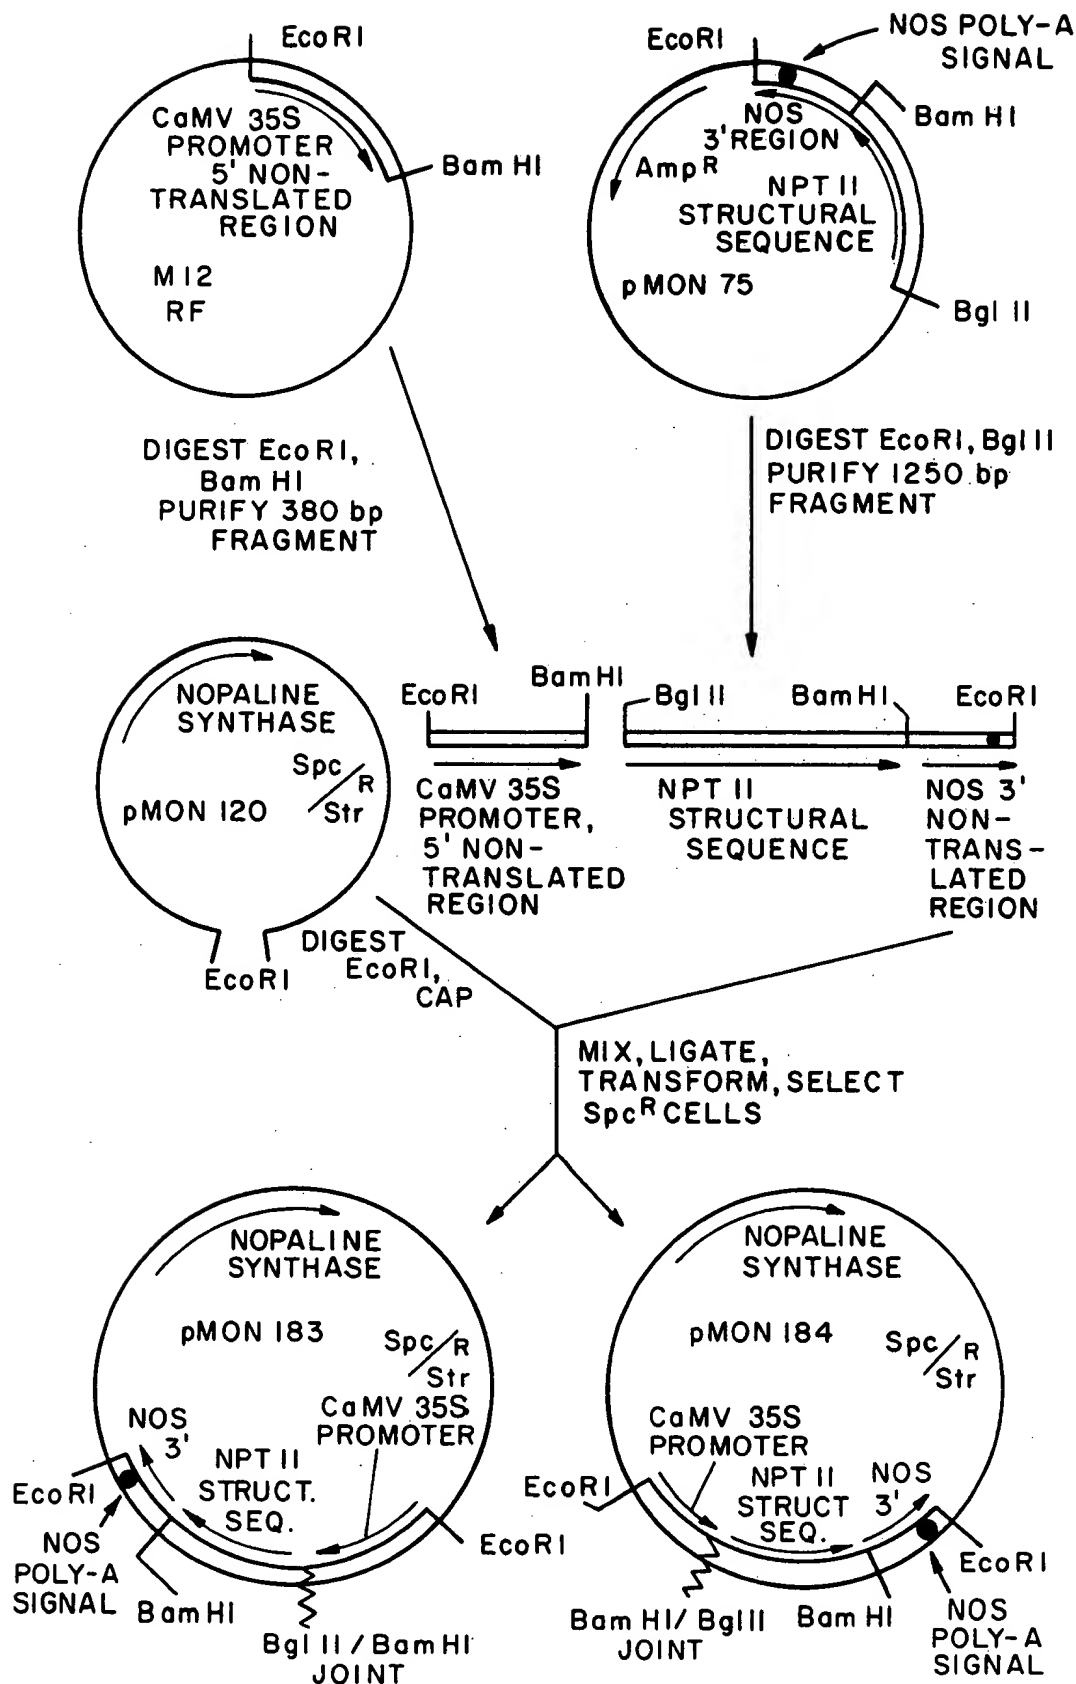 EcoRI
CaMV 35S
PROMOTER
5' NON-
TRANSLATED
REGION
Bam HI
M12
RF
EcoRI
NOS POLY-A
SIGNAL
Bam HI
NOS
3' REGION
Amp R
NPT II
STRUCTURAL
SEQUENCE
pMON 75
Bgl II
DIGEST EcoRI,
Bam HI
PURIFY 380 bp
FRAGMENT
DIGEST EcoRI, Bgl II
PURIFY 1250 bp
FRAGMENT
NOPALINE
SYNTHASE
Spc/R
Str
pMON 120
EcoRI
EcoRI
Bam HI
Bgl II
Bam HI
EcoRI
CaMV 35S
PROMOTER,
5' NON-
TRANSLATED
REGION
NPT II
STRUCTURAL
SEQUENCE
NOS 3'
NON-
TRANS-
LATED
REGION
DIGEST
EcoRI,
CAP
MIX, LIGATE,
TRANSFORM, SELECT
SpcR CELLS
NOPALINE
SYNTHASE
pMON 183
Spc/R
Str
CaMV 35S
PROMOTER
NOS
3'
NPT II
STRUCT.
SEQ.
EcoRI
NOS
POLY-A
SIGNAL
Bam HI
Bgl II / Bam HI
JOINT
EcoRI
NOPALINE
SYNTHASE
pMON 184
Spc/R
Str
CaMV 35S
PROMOTER
NPT II
STRUCT
SEQ.
NOS
3'
EcoRI
Bam HI/ Bgl II
JOINT
Bam HI
EcoRI
NOS
POLY-A
SIGNAL